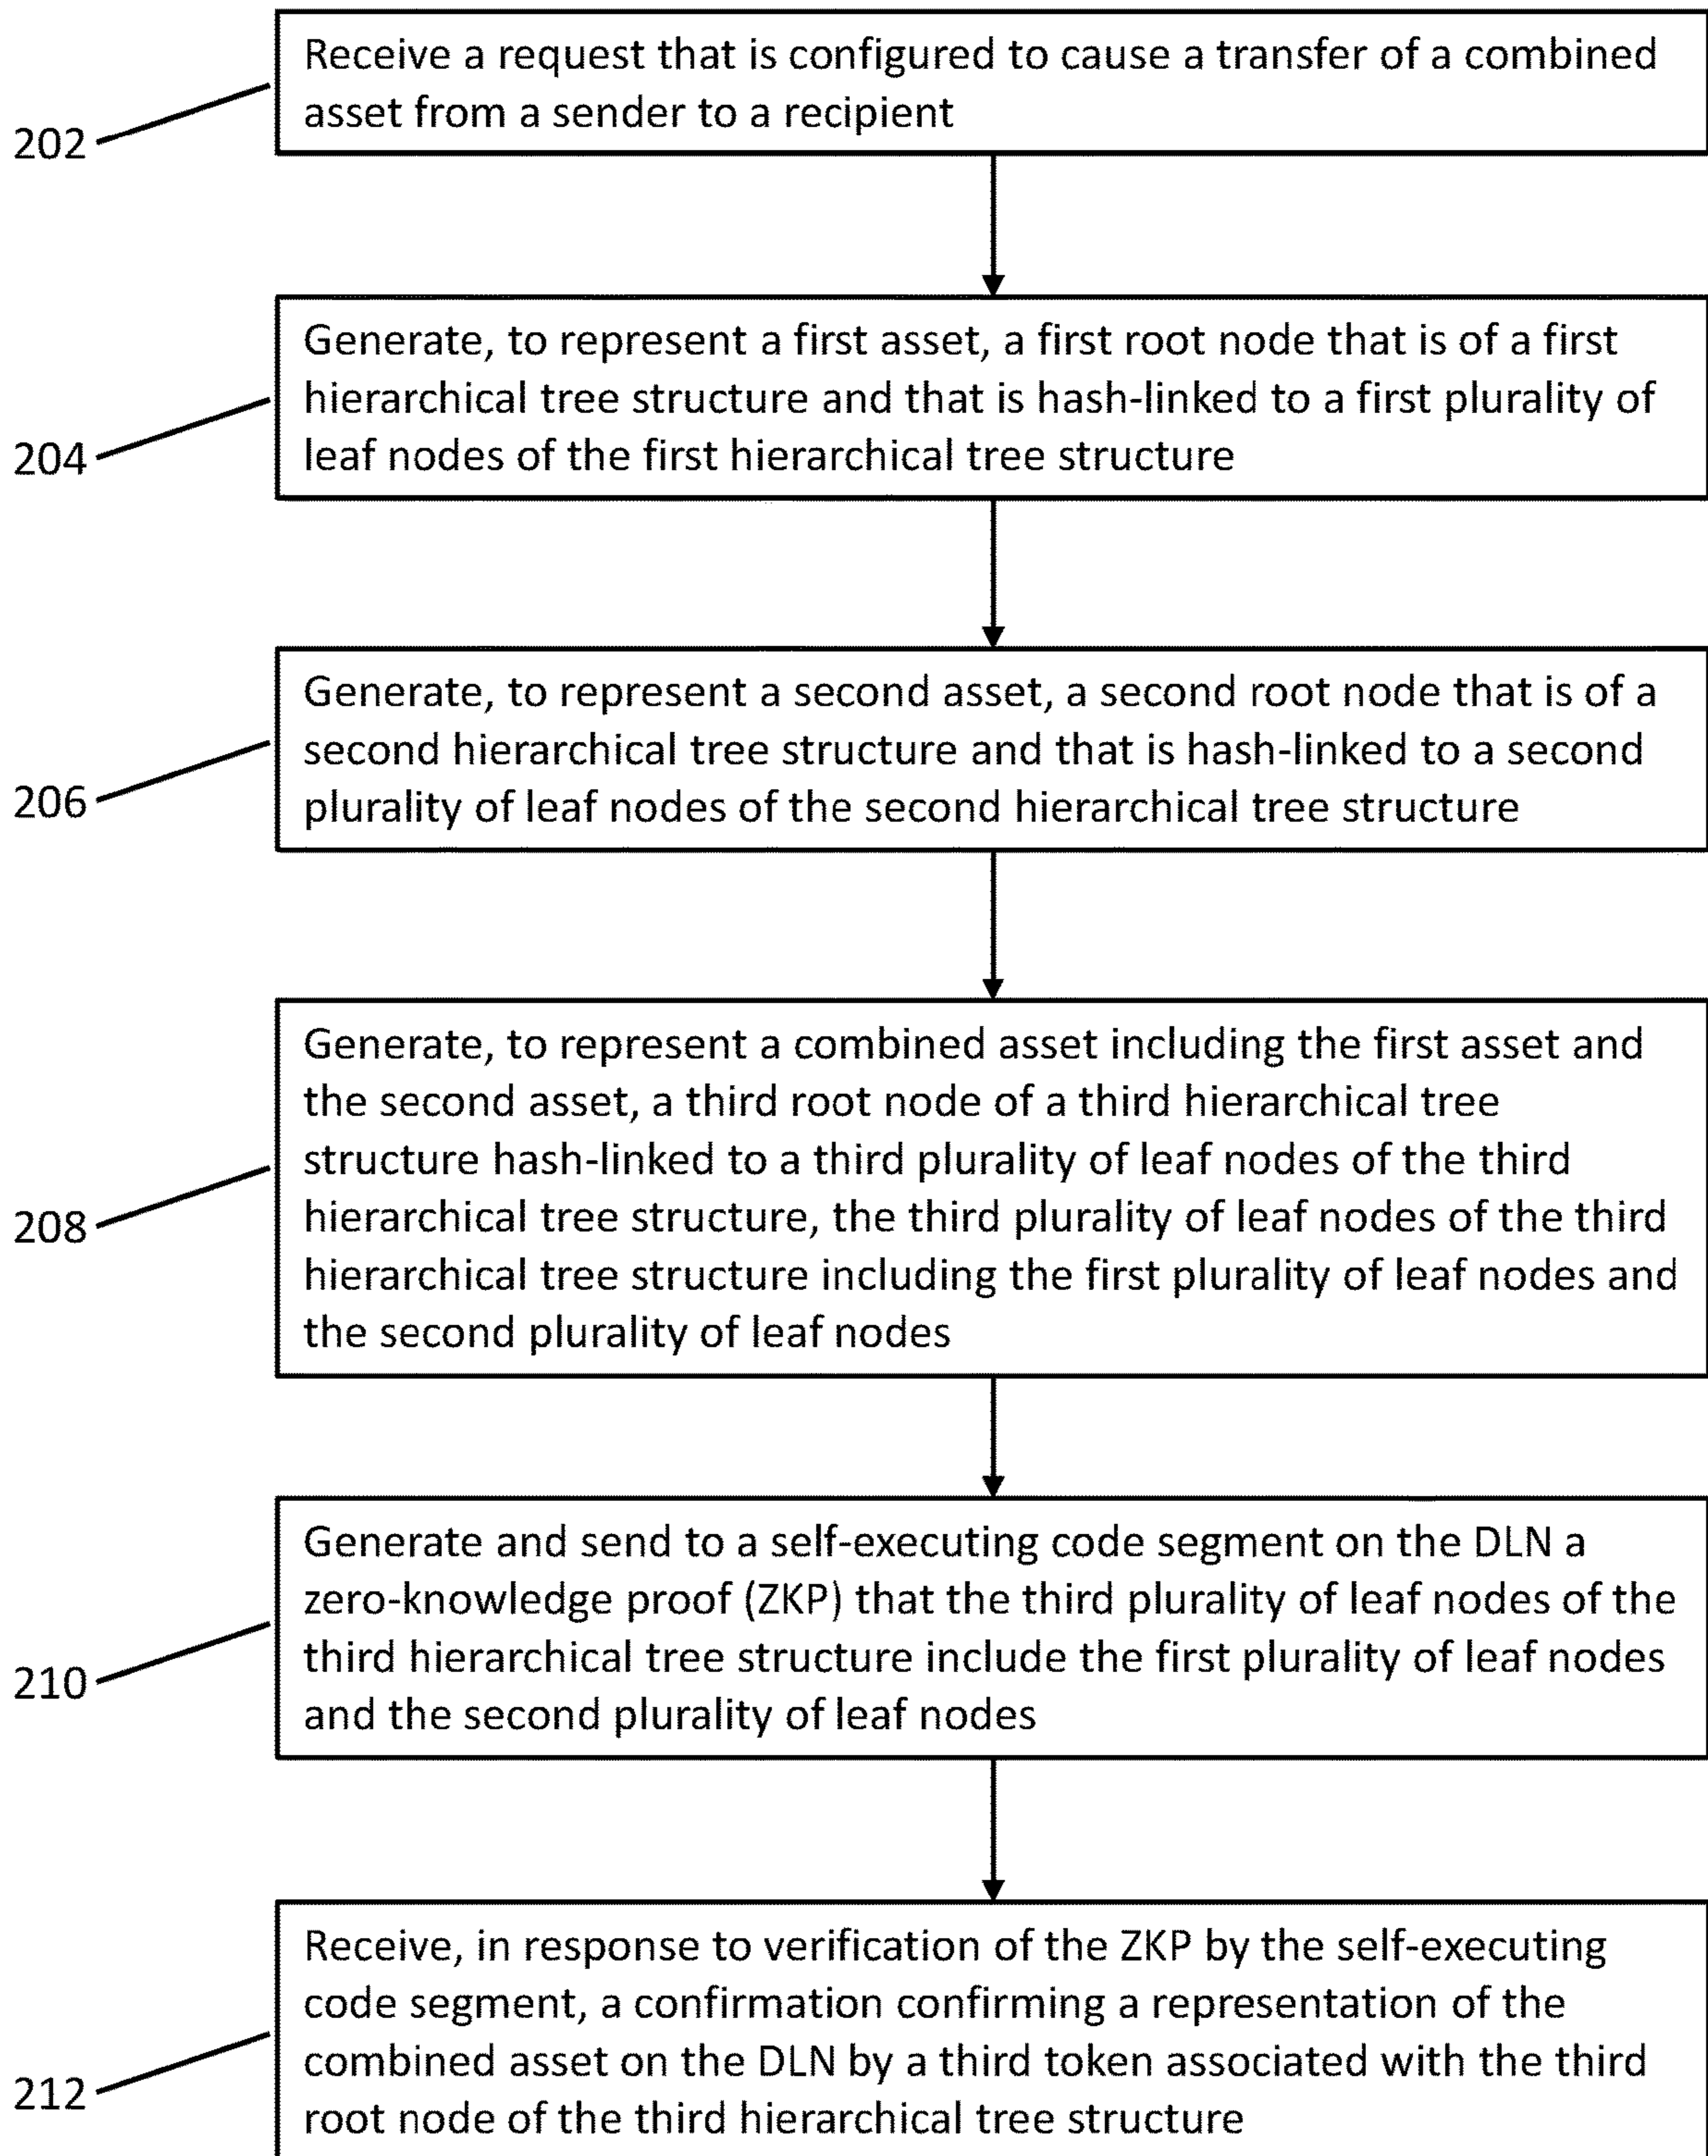 Receive a request that is configured to cause a transfer of a combined
asset from a sender to a recipient
202
Generate, to represent a first asset, a first root node that is of a first
hierarchical tree structure and that is hash-linked to a first plurality of
leaf nodes of the first hierarchical tree structure
204
Generate, to represent a second asset, a second root node that is of a
second hierarchical tree structure and that is hash-linked to a second
plurality of leaf nodes of the second hierarchical tree structure
206
Generate, to represent a combined asset including the first asset and
the second asset, a third root node of a third hierarchical tree
structure hash-linked to a third plurality of leaf nodes of the third
hierarchical tree structure, the third plurality of leaf nodes of the third
hierarchical tree structure including the first plurality of leaf nodes and
the second plurality of leaf nodes
208
Generate and send to a self-executing code segment on the DLN a
zero-knowledge proof (ZKP) that the third plurality of leaf nodes of the
third hierarchical tree structure include the first plurality of leaf nodes
and the second plurality of leaf nodes
210
Receive, in response to verification of the ZKP by the self-executing
code segment, a confirmation confirming a representation of the
combined asset on the DLN by a third token associated with the third
root node of the third hierarchical tree structure
212